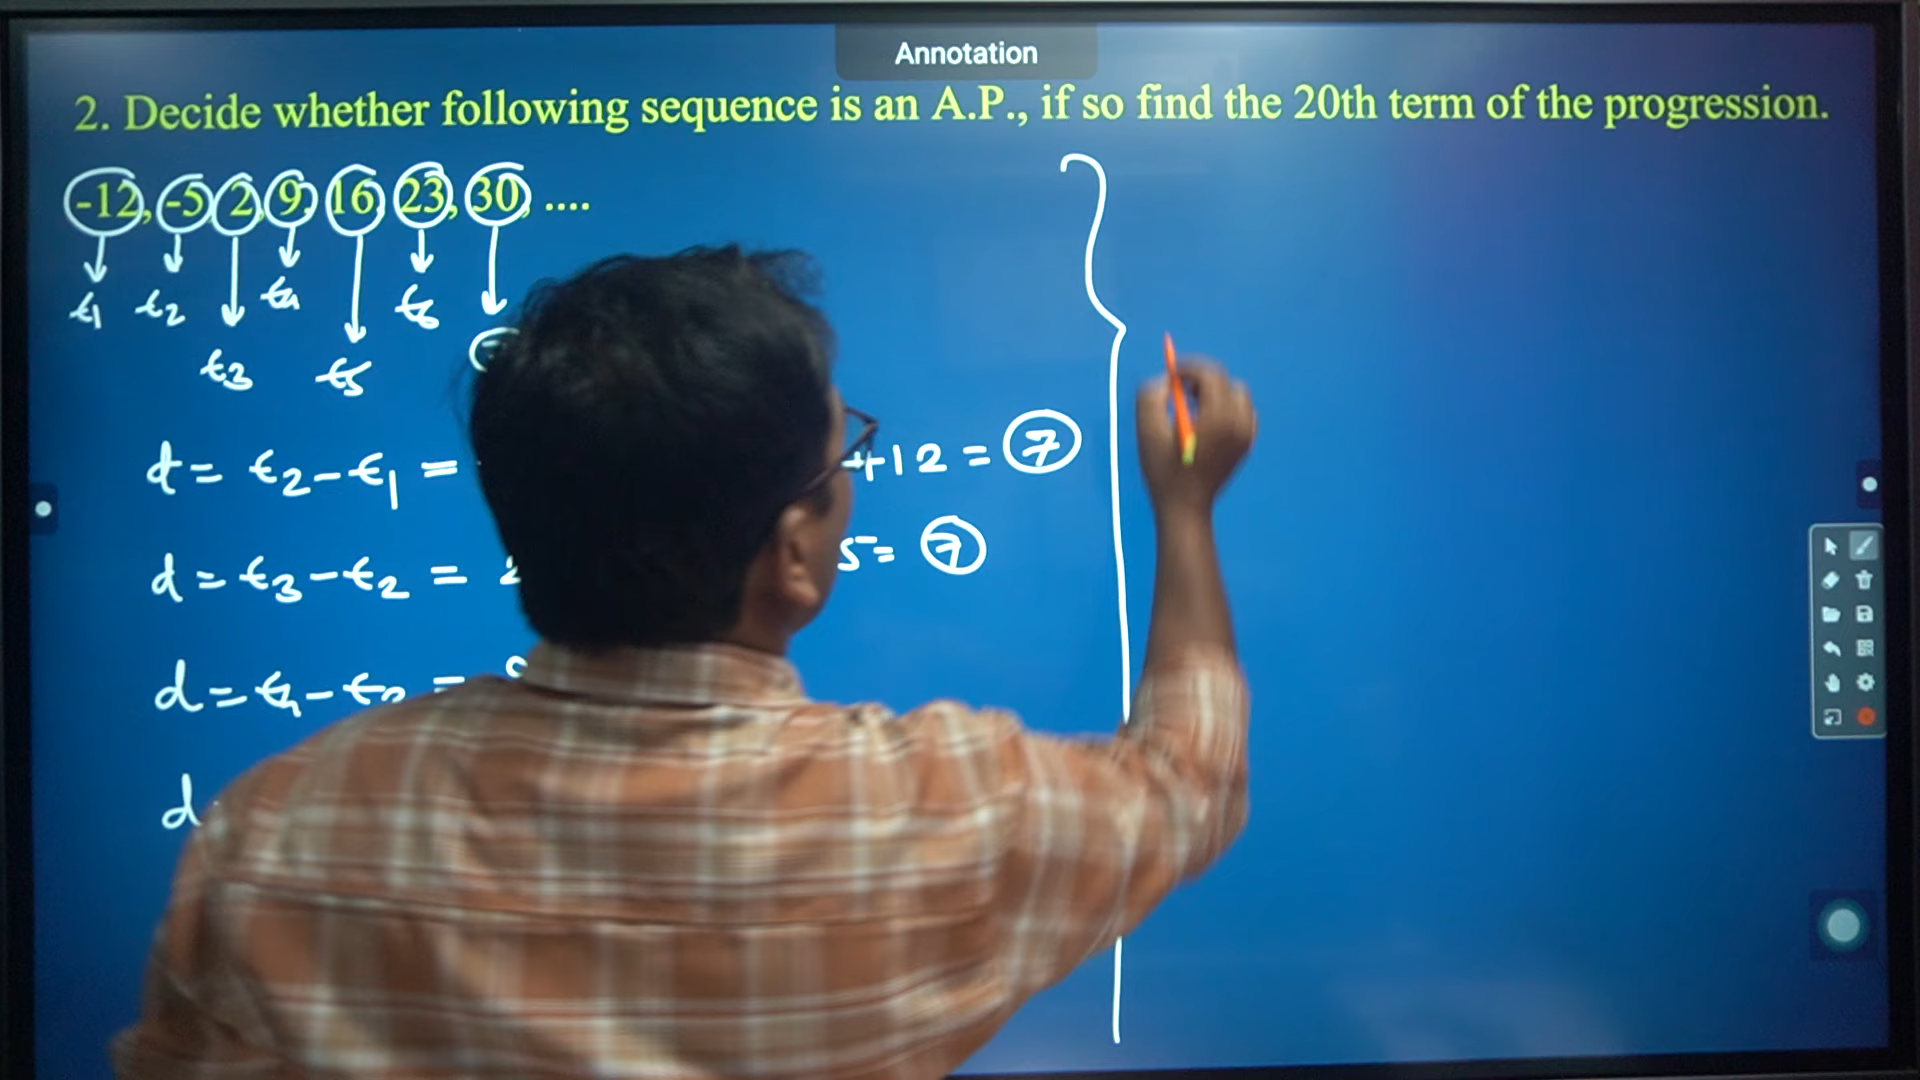 Annotation
2. Decide whether following sequence is an A.P., if so find the 20th term of the progression.
-12, -5, 2, 9, 16, 23, 30, ....
t1 t2 t3 t4 t5 t6
d = t2 - t1 = +12 = 7
d = t3 - t2 = 2 5 = 7
d = t4 - t3 =
d